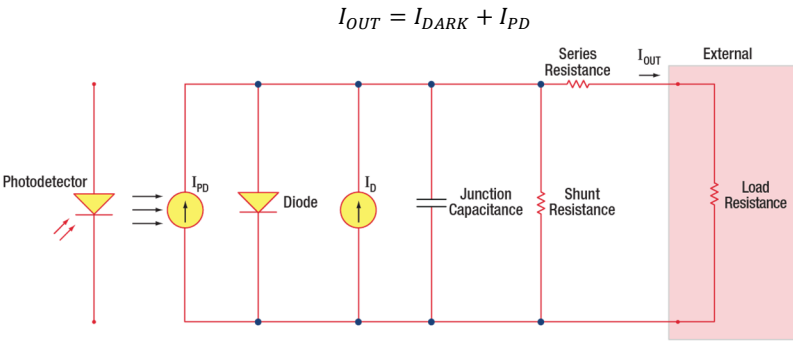 I_OUT = I_DARK + I_PD
Series
Resistance
I_OUT
External
Photodetector
I_PD
Diode
I_D
Junction
Capacitance
Shunt
Resistance
Load
Resistance